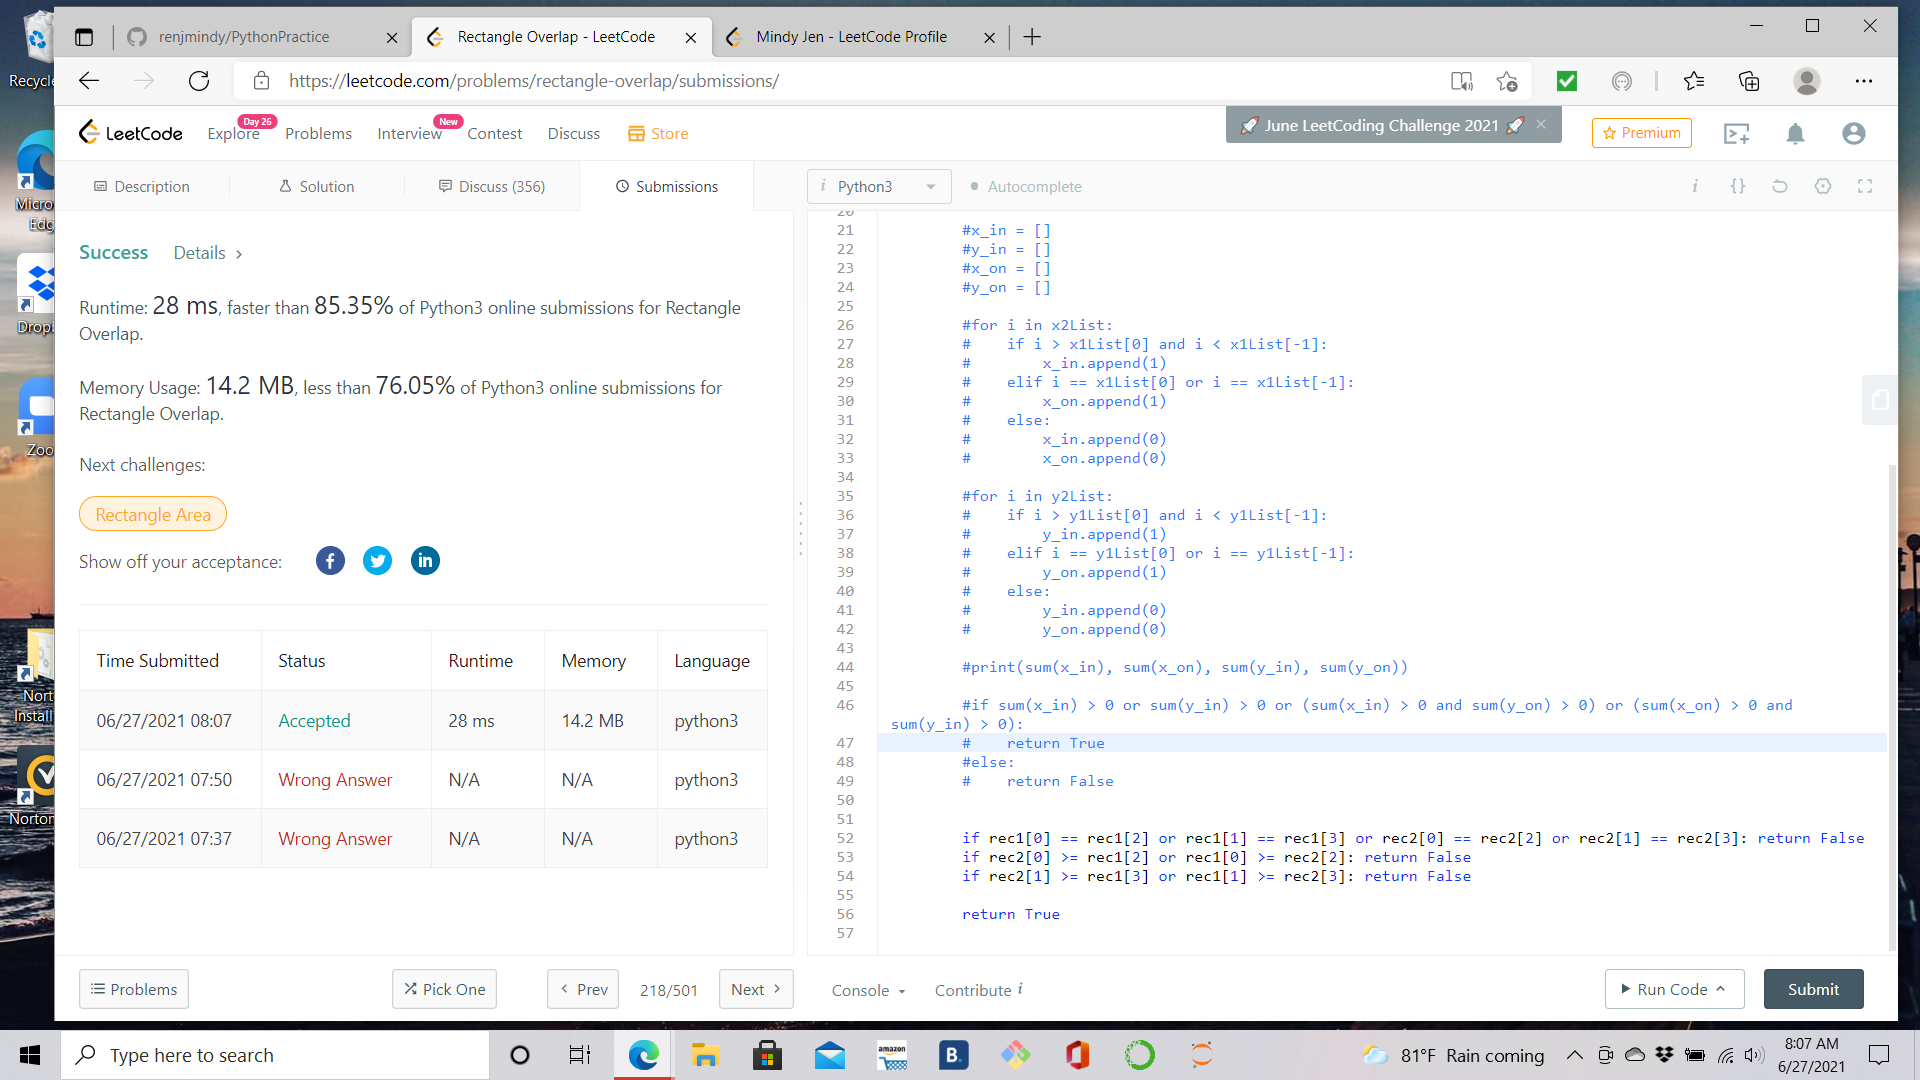 renjmindy/PythonPractice
Rectangle Overlap - LeetCode
Mindy Jen - LeetCode Profile
https://leetcode.com/problems/rectangle-overlap/submissions/
LeetCode
Explore
Day 26
Problems
Interview
New
Contest
Discuss
Store
🚀 June LeetCoding Challenge 2021 🚀
Premium
Description
Solution
Discuss (356)
Submissions
i Python3
Autocomplete
Success
Details >
Runtime: 28 ms, faster than 85.35% of Python3 online submissions for Rectangle
Overlap.
Memory Usage: 14.2 MB, less than 76.05% of Python3 online submissions for
Rectangle Overlap.
Next challenges:
Rectangle Area
Show off your acceptance:
Time Submitted Status Runtime Memory Language
06/27/2021 08:07 Accepted 28 ms 14.2 MB python3
06/27/2021 07:50 Wrong Answer N/A N/A python3
06/27/2021 07:37 Wrong Answer N/A N/A python3
20
21 #x_in = []
22 #y_in = []
23 #x_on = []
24 #y_on = []
25
26 #for i in x2List:
27 #    if i > x1List[0] and i < x1List[-1]:
28 #        x_in.append(1)
29 #    elif i == x1List[0] or i == x1List[-1]:
30 #        x_on.append(1)
31 #    else:
32 #        x_in.append(0)
33 #        x_on.append(0)
34
35 #for i in y2List:
36 #    if i > y1List[0] and i < y1List[-1]:
37 #        y_in.append(1)
38 #    elif i == y1List[0] or i == y1List[-1]:
39 #        y_on.append(1)
40 #    else:
41 #        y_in.append(0)
42 #        y_on.append(0)
43
44 #print(sum(x_in), sum(x_on), sum(y_in), sum(y_on))
45
46 #if sum(x_in) > 0 or sum(y_in) > 0 or (sum(x_in) > 0 and sum(y_on) > 0) or (sum(x_on) > 0 and
sum(y_in) > 0):
47 #    return True
48 #else:
49 #    return False
50
51
52 if rec1[0] == rec1[2] or rec1[1] == rec1[3] or rec2[0] == rec2[2] or rec2[1] == rec2[3]: return False
53 if rec2[0] >= rec1[2] or rec1[0] >= rec2[2]: return False
54 if rec2[1] >= rec1[3] or rec1[1] >= rec2[3]: return False
55
56 return True
57
Problems
Pick One
Prev
218/501
Next
Console
Contribute i
Run Code
Submit
Recycle
Micro
Edg
Drop
Zoo
Nort
Install
Norton
Type here to search
amazon
B.
81°F Rain coming
8:07 AM
6/27/2021